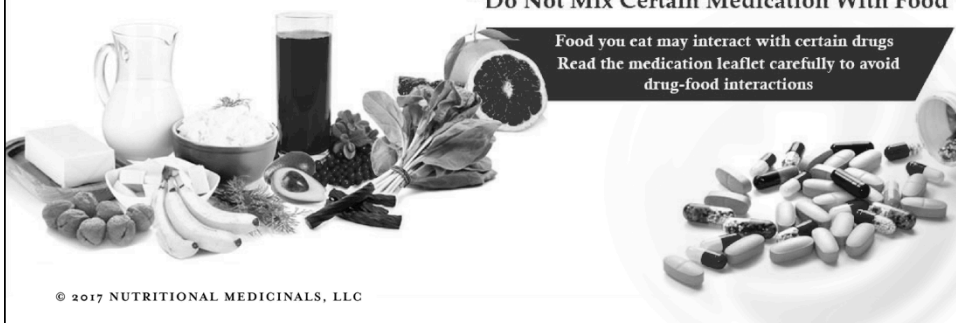 Do Not Mix Certain Medication With Food
Food you eat may interact with certain drugs
Read the medication leaflet carefully to avoid
drug-food interactions
© 2017 NUTRITIONAL MEDICINALS, LLC